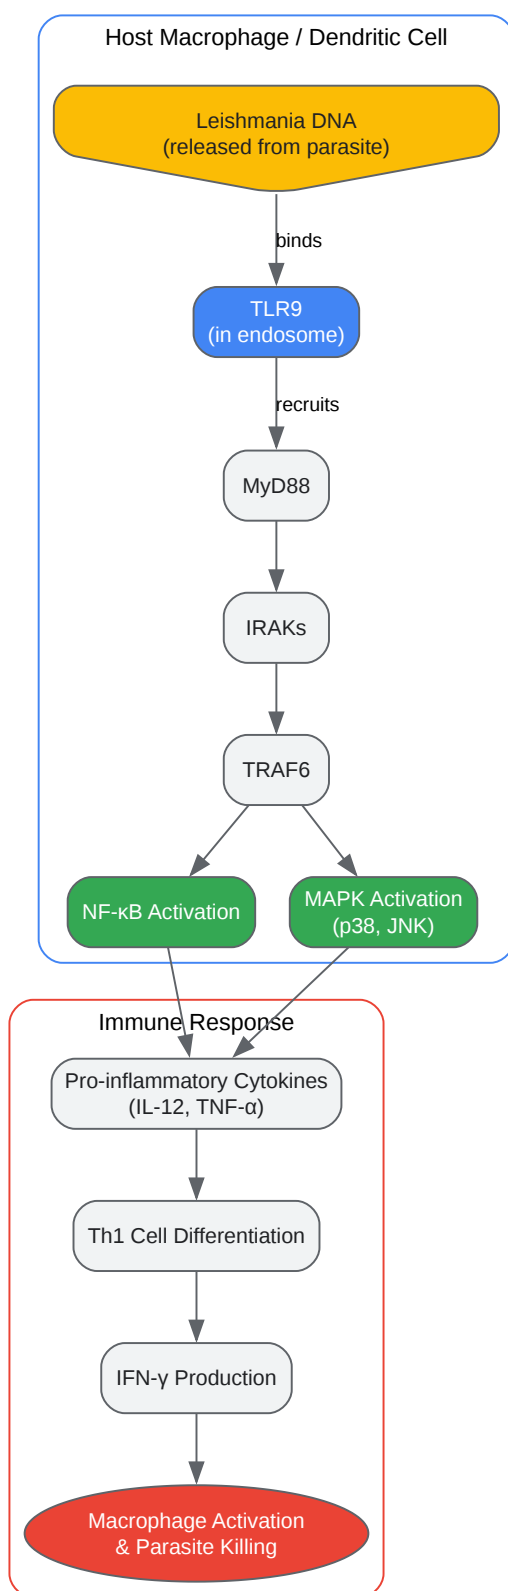 Host Macrophage / Dendritic Cell
Leishmania DNA
(released from parasite)
binds
TLR9
(in endosome)
recruits
MyD88
IRAKs
TRAF6
NF-κB Activation
MAPK Activation
(p38, JNK)
Immune Response
Pro-inflammatory Cytokines
(IL-12, TNF-α)
Th1 Cell Differentiation
IFN-γ Production
Macrophage Activation
& Parasite Killing